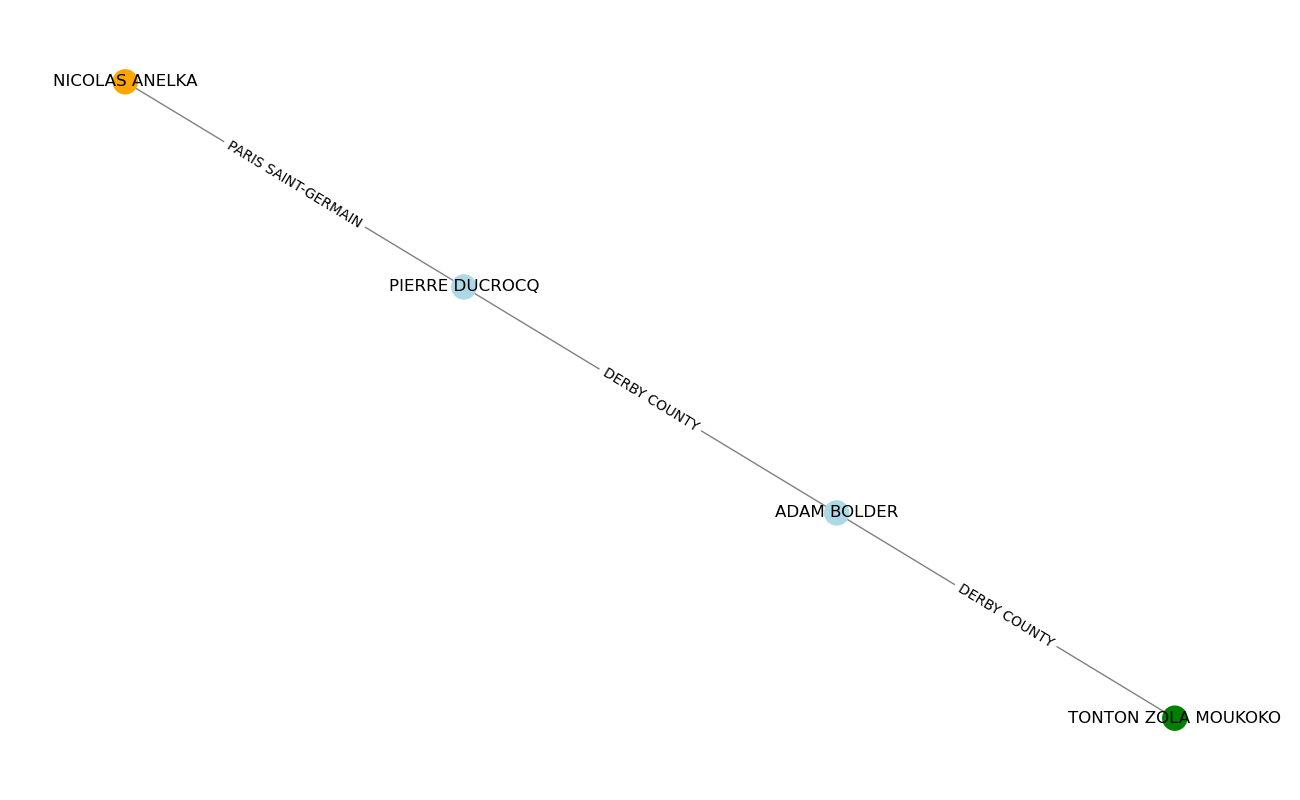 NICOLAS ANELKA
PARIS SAINT-GERMAIN
PIERRE DUCROCQ
DERBY COUNTY
ADAM BOLDER
DERBY COUNTY
TONTON ZOLA MOUKOKO